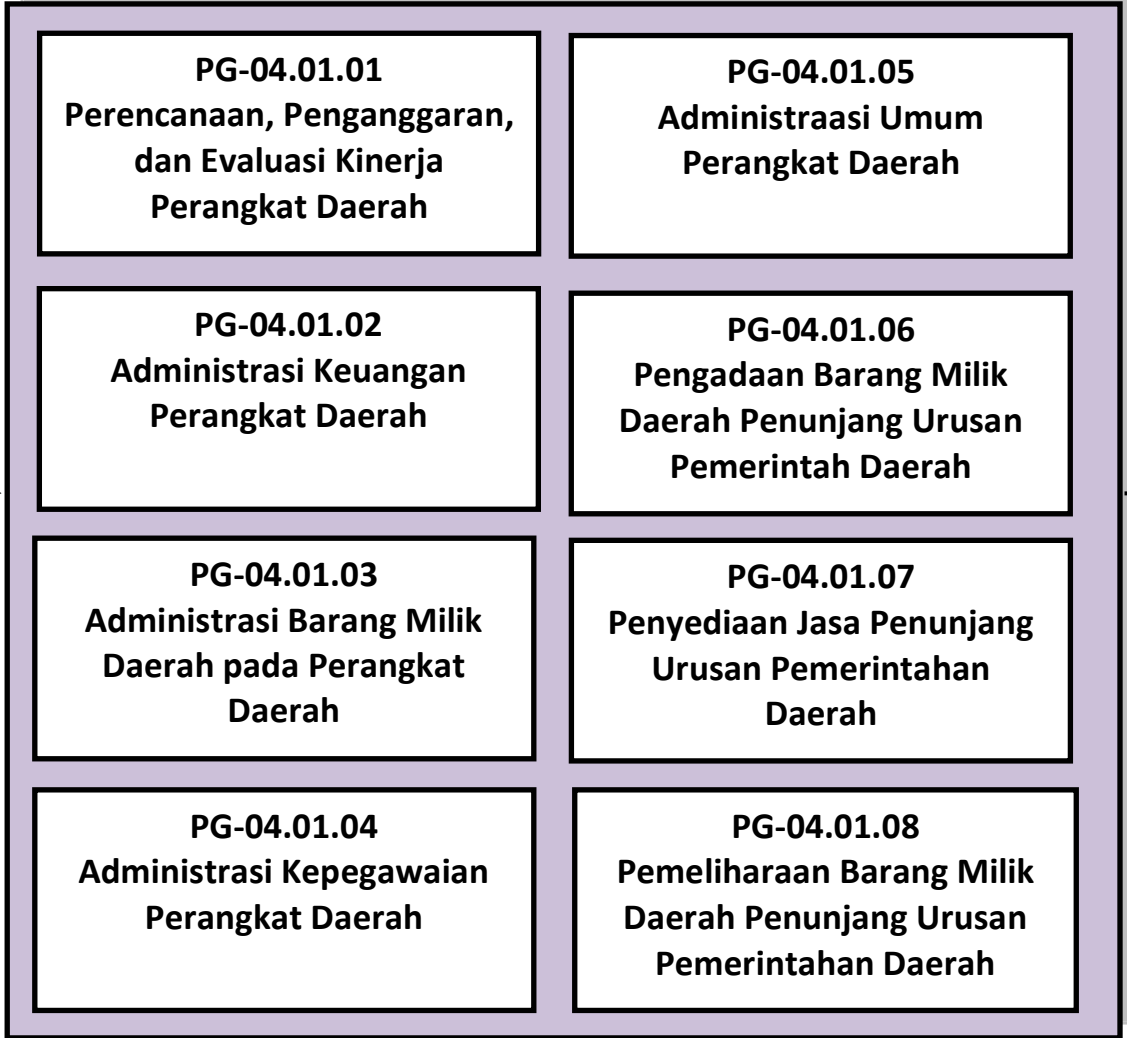 PG-04.01.01
Perencanaan, Penganggaran,
dan Evaluasi Kinerja
Perangkat Daerah
PG-04.01.02
Administrasi Keuangan
Perangkat Daerah
PG-04.01.03
Administrasi Barang Milik
Daerah pada Perangkat
Daerah
PG-04.01.04
Administrasi Kepegawaian
Perangkat Daerah
PG-04.01.05
Administraasi Umum
Perangkat Daerah
PG-04.01.06
Pengadaan Barang Milik
Daerah Penunjang Urusan
Pemerintah Daerah
PG-04.01.07
Penyediaan Jasa Penunjang
Urusan Pemerintahan
Daerah
PG-04.01.08
Pemeliharaan Barang Milik
Daerah Penunjang Urusan
Pemerintahan Daerah